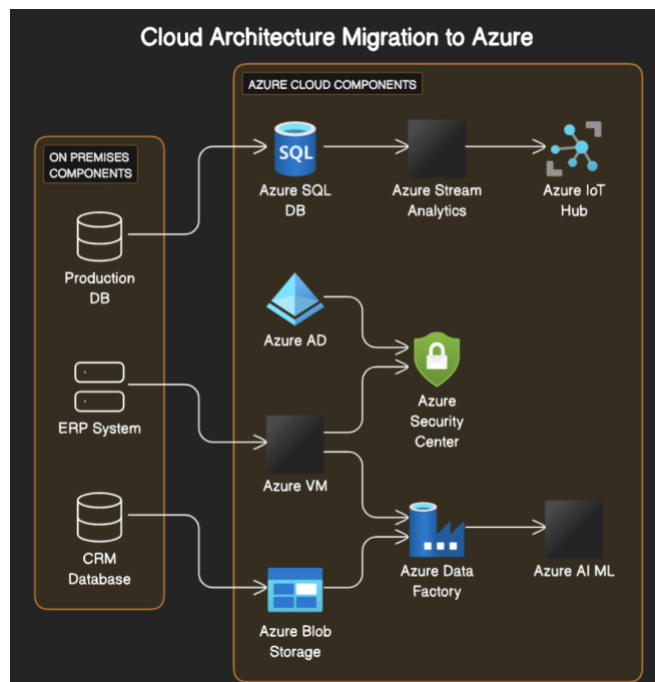 Cloud Architecture Migration to Azure
AZURE CLOUD COMPONENTS
ON PREMISES
COMPONENTS
SQL
Azure SQL
DB
Azure Stream
Analytics
Azure IoT
Hub
Production
DB
Azure AD
Azure
Security
Center
ERP System
Azure VM
CRM
Database
Azure Data
Factory
Azure AI ML
Azure Blob
Storage